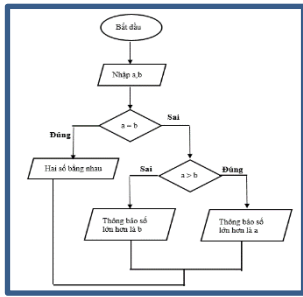 Bắt đầu
Nhập a,b
a = b
Sai
Đúng
Hai số bằng nhau
Sai
a > b
Đúng
Thông báo số
lớn hơn là b
Thông báo số
lớn hơn là a